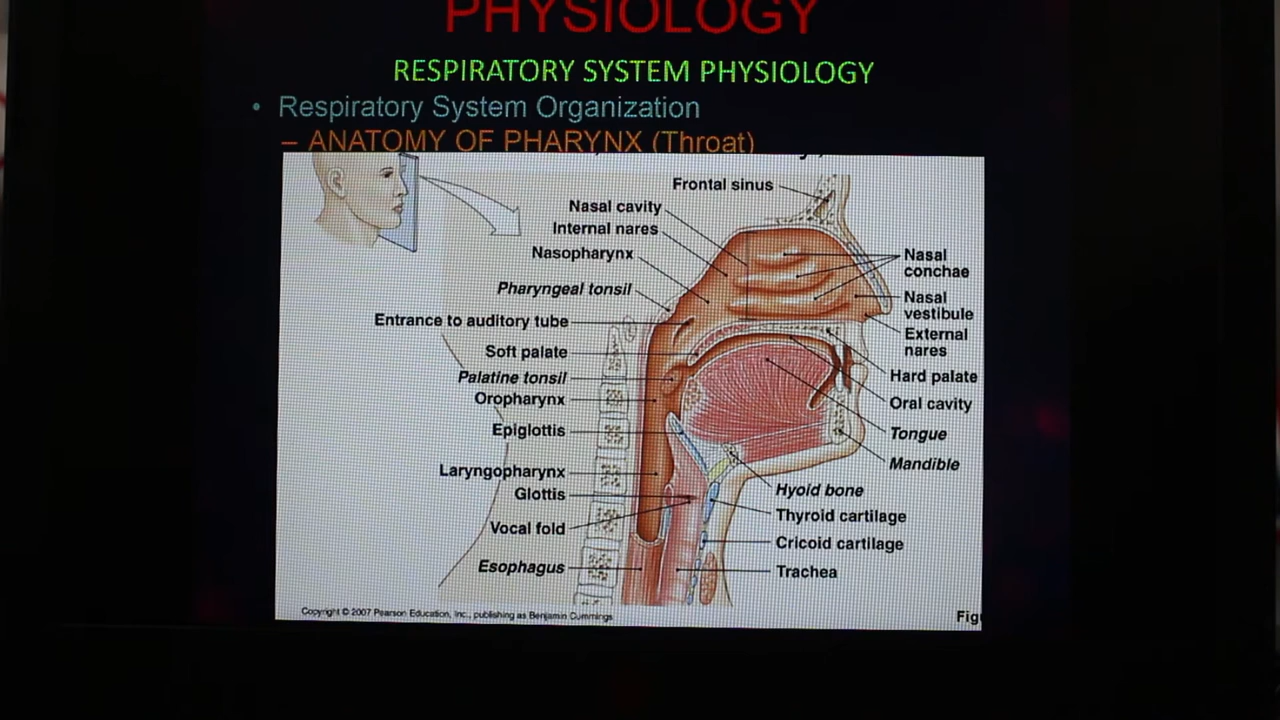 PHYSIOLOGY
RESPIRATORY SYSTEM PHYSIOLOGY
• Respiratory System Organization
– ANATOMY OF PHARYNX (Throat)
Frontal sinus
Nasal cavity
Internal nares
Nasopharynx
Pharyngeal tonsil
Entrance to auditory tube
Soft palate
Palatine tonsil
Oropharynx
Epiglottis
Laryngopharynx
Glottis
Vocal fold
Esophagus
Nasal
conchae
Nasal
vestibule
External
nares
Hard palate
Oral cavity
Tongue
Mandible
Hyoid bone
Thyroid cartilage
Cricoid cartilage
Trachea
Copyright © 2007 Pearson Education, Inc., publishing as Benjamin Cummings
Fig